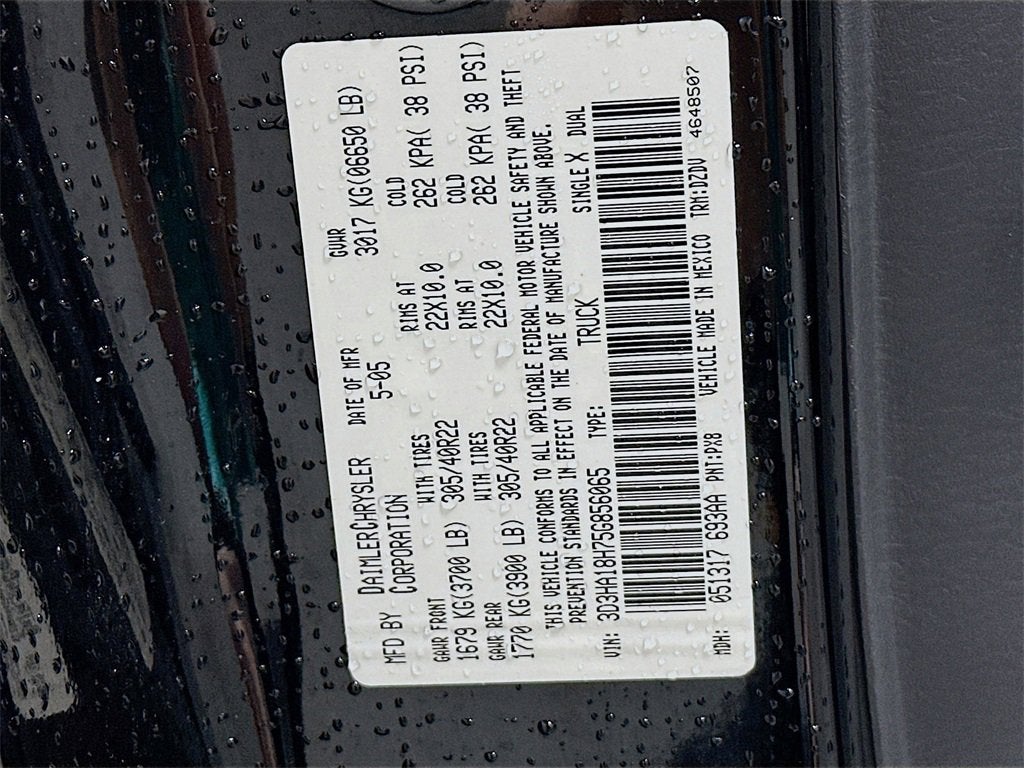 MFD BY DAIMLERCHRYSLER CORPORATION DATE OF MFR 5-05 GVWR 3017 KG(06650 LB)
GAWR FRONT WITH TIRES RIMS AT COLD
1679 KG(3700 LB) 305/40R22 22X10.0 262 KPA( 38 PSI)
GAWR REAR WITH TIRES RIMS AT COLD
1770 KG(3900 LB) 305/40R22 22X10.0 262 KPA( 38 PSI)
THIS VEHICLE CONFORMS TO ALL APPLICABLE FEDERAL MOTOR VEHICLE SAFETY AND THEFT
PREVENTION STANDARDS IN EFFECT ON THE DATE OF MANUFACTURE SHOWN ABOVE.
VIN: 3D3HA18H75G856065 TYPE: TRUCK SINGLE X DUAL
MDH: 051317 693AA PNT:PX8 VEHICLE MADE IN MEXICO TRM:DZDV 4648507